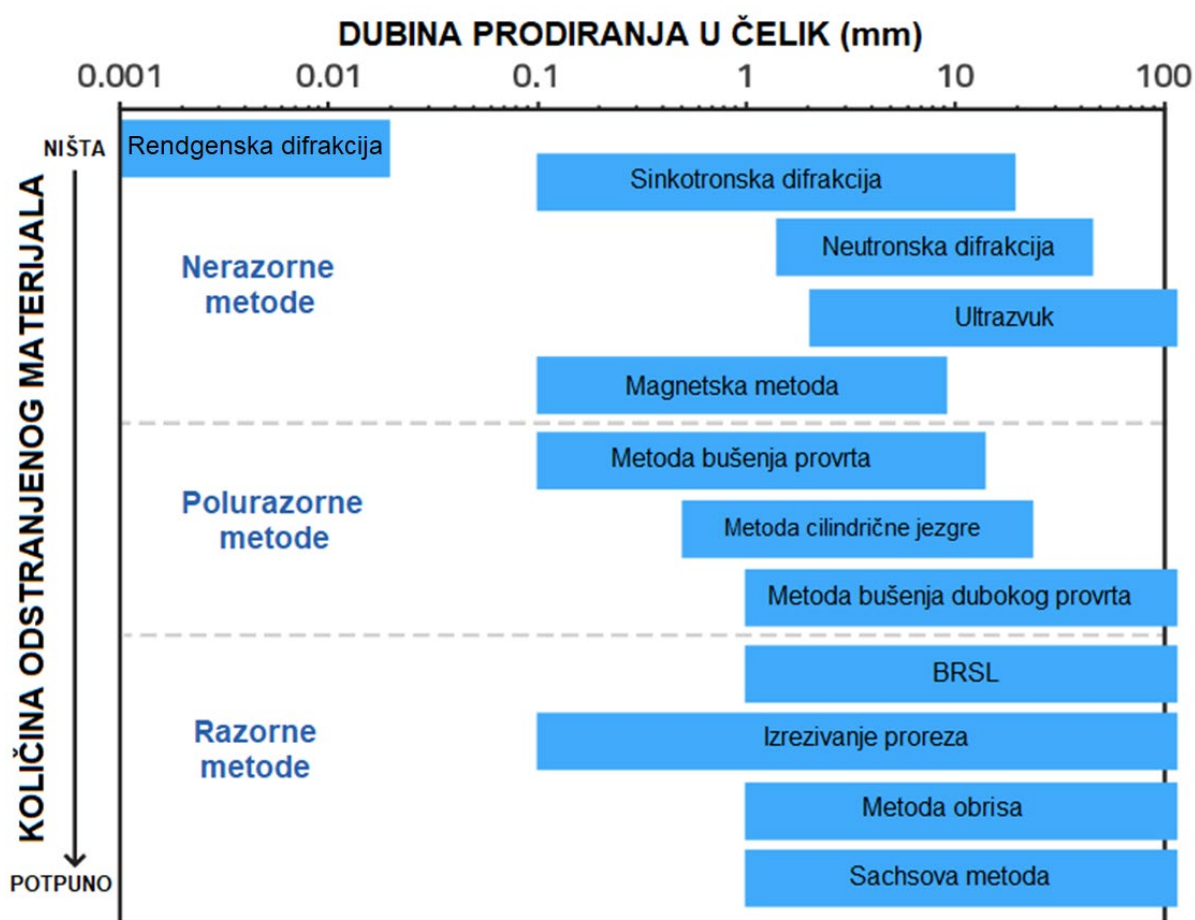 DUBINA PRODIRANJA U ČELIK (mm)
0.001 0.01 0.1 1 10 100
KOLIČINA ODSTRANJENOG MATERIJALA
NIŠTA
Rendgenska difrakcija
Sinkotronska difrakcija
Neutronska difrakcija
Nerazorne
metode
Ultrazvuk
Magnetska metoda
Metoda bušenja provrta
Polurazorne
metode
Metoda cilindrične jezgre
Metoda bušenja dubokog provrta
BRSL
Razorne
metode
Izrezivanje proreza
Metoda obrisa
Sachsova metoda
POTPUNO